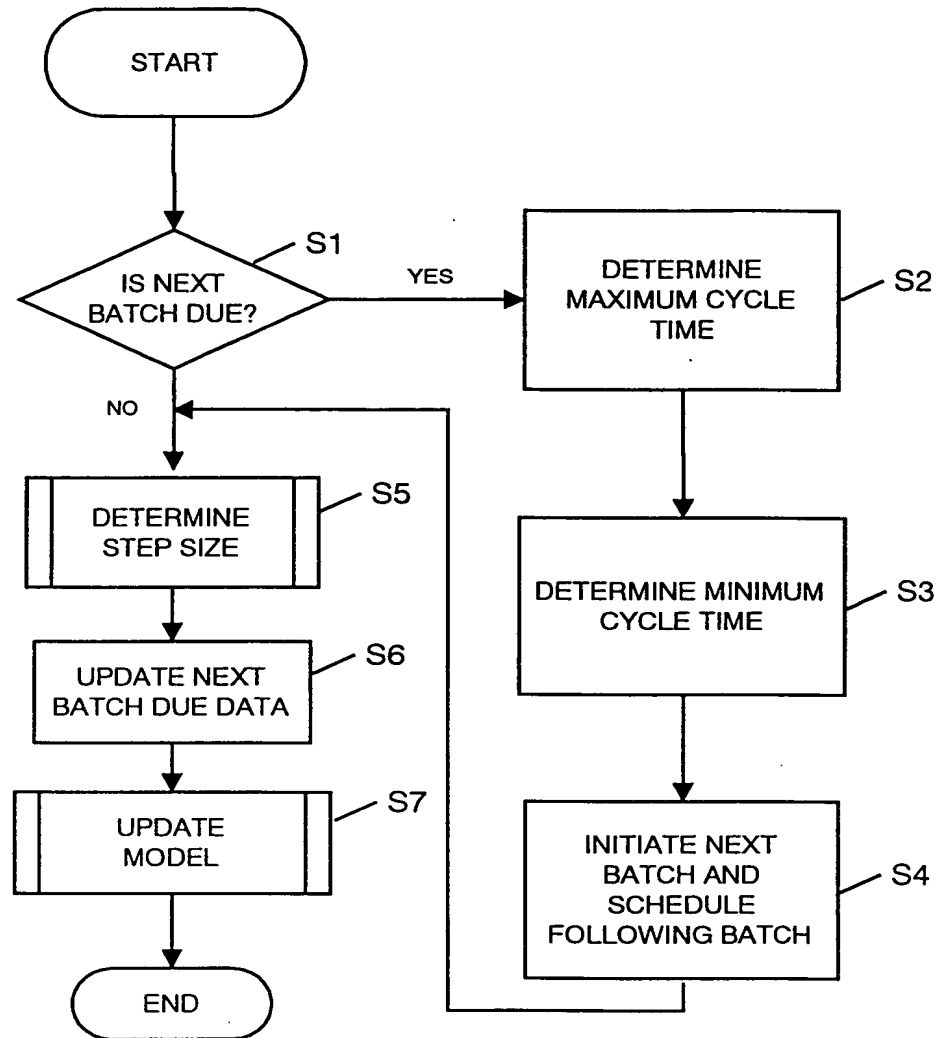 START
S1
IS NEXT
BATCH DUE?
YES
DETERMINE
MAXIMUM CYCLE
TIME
S2
NO
DETERMINE
STEP SIZE
S5
DETERMINE MINIMUM
CYCLE TIME
S3
UPDATE NEXT
BATCH DUE DATA
S6
UPDATE
MODEL
S7
INITIATE NEXT
BATCH AND
SCHEDULE
FOLLOWING BATCH
S4
END